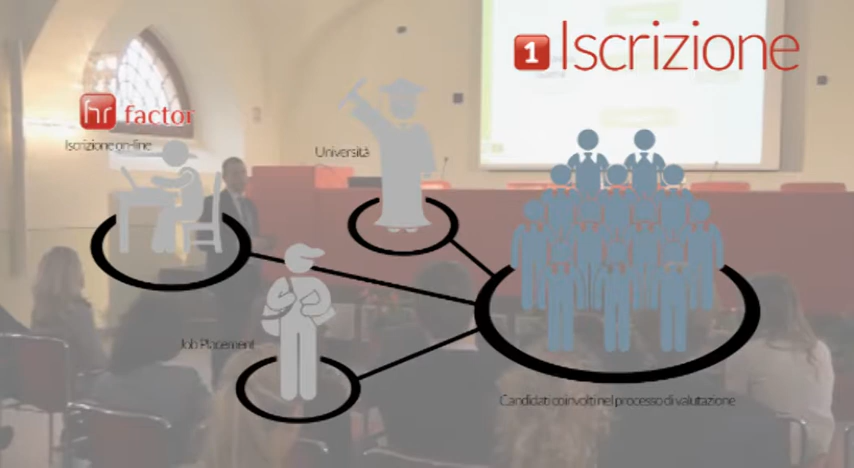 1 Iscrizione
hr factor
Iscrizione on-line
Università
Job Placement
Candidati coinvolti nel processo di valutazione